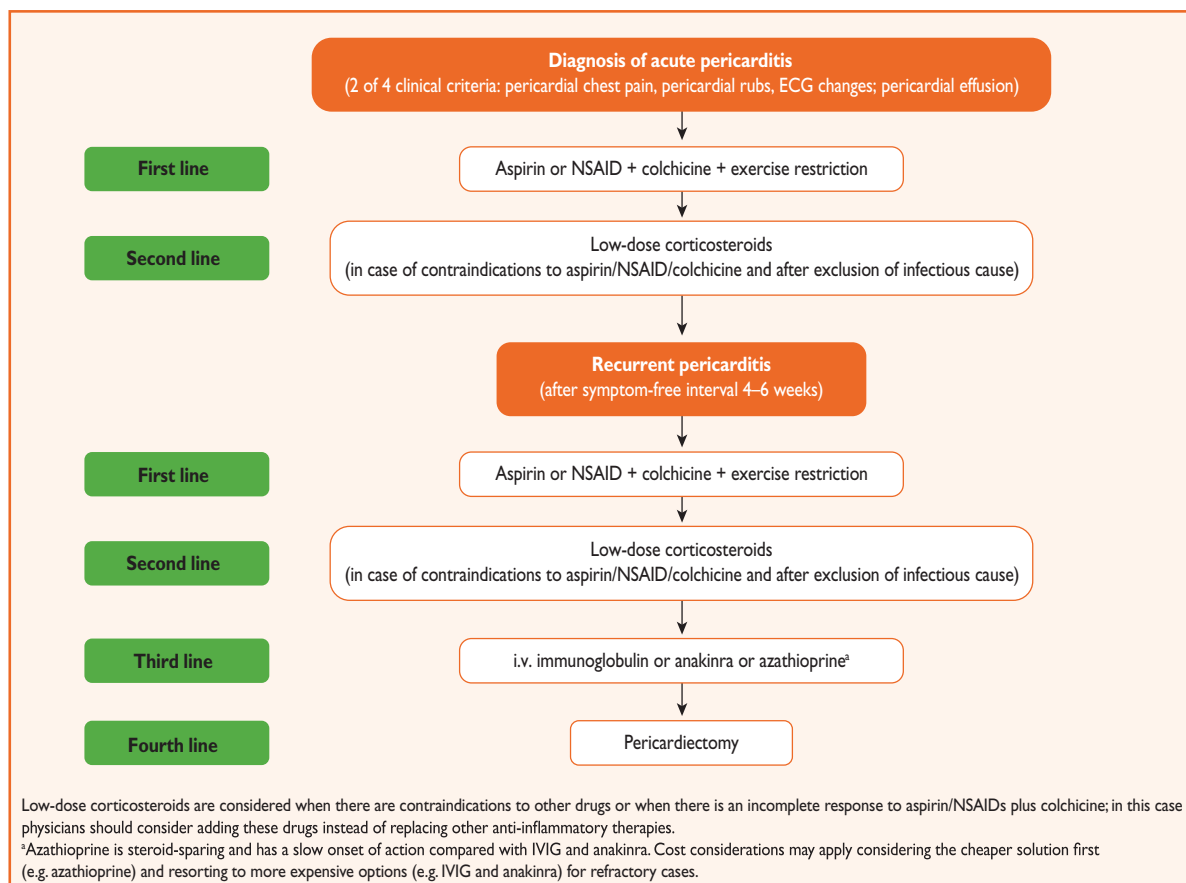 Diagnosis of acute pericarditis
(2 of 4 clinical criteria: pericardial chest pain, pericardial rubs, ECG changes; pericardial effusion)
First line
Aspirin or NSAID + colchicine + exercise restriction
Second line
Low-dose corticosteroids
(in case of contraindications to aspirin/NSAID/colchicine and after exclusion of infectious cause)
Recurrent pericarditis
(after symptom-free interval 4–6 weeks)
First line
Aspirin or NSAID + colchicine + exercise restriction
Second line
Low-dose corticosteroids
(in case of contraindications to aspirin/NSAID/colchicine and after exclusion of infectious cause)
Third line
i.v. immunoglobulin or anakinra or azathioprineᵃ
Fourth line
Pericardiectomy
Low-dose corticosteroids are considered when there are contraindications to other drugs or when there is an incomplete response to aspirin/NSAIDs plus colchicine; in this case
physicians should consider adding these drugs instead of replacing other anti-inflammatory therapies.
ᵃAzathioprine is steroid-sparing and has a slow onset of action compared with IVIG and anakinra. Cost considerations may apply considering the cheaper solution first
(e.g. azathioprine) and resorting to more expensive options (e.g. IVIG and anakinra) for refractory cases.